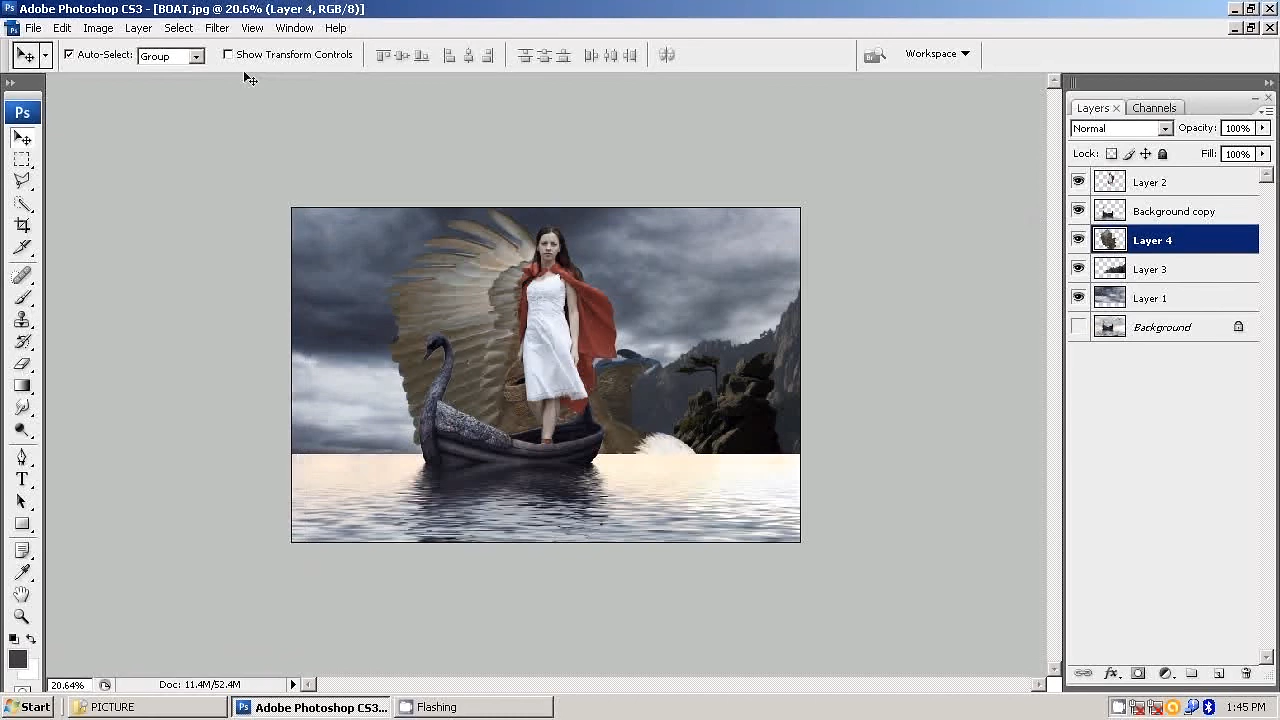 Adobe Photoshop CS3 - [BOAT.jpg @ 20.6% (Layer 4, RGB/8)]
File Edit Image Layer Select Filter View Window Help
Auto-Select: Group Show Transform Controls Workspace
Ps
Layers Channels
Normal Opacity: 100%
Lock: Fill: 100%
Layer 2
Background copy
Layer 4
Layer 3
Layer 1
Background
T
fx
20.64% Doc: 11.4M/52.4M
Start PICTURE Ps Adobe Photoshop CS3... Flashing 1:45 PM